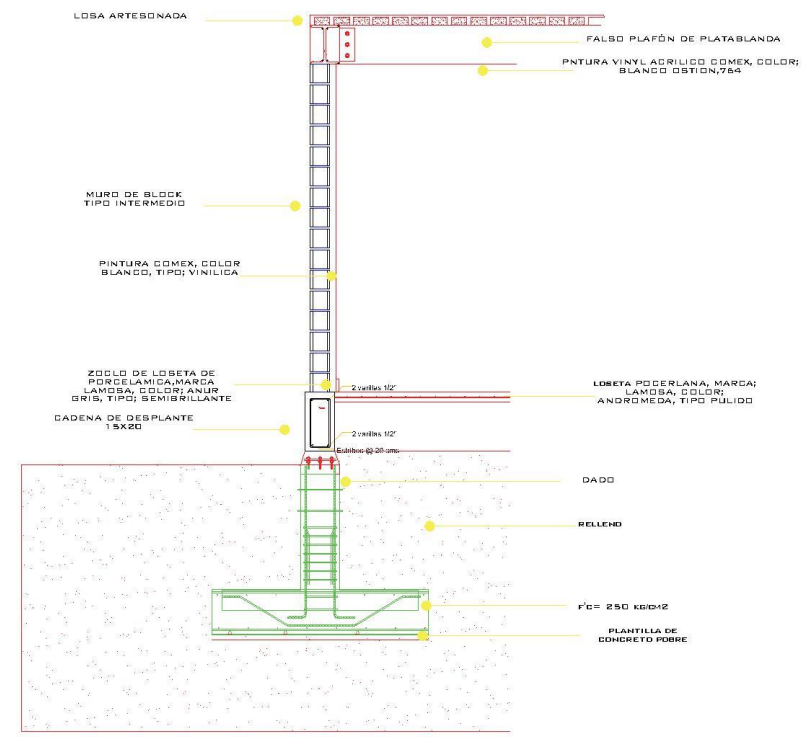 LOSA ARTESONADA
FALSO PLAFÓN DE PLATABLANDA
PNTURA VINYL ACRILICO COMEX, COLOR;
BLANCO OSTION,764
MURO DE BLOCK
TIPO INTERMEDIO
PINTURA COMEX, COLOR
BLANCO, TIPO; VINILICA
ZOCLO DE LOSETA DE
PORCELAMICA,MARCA
LAMOSA, COLOR; ANUR
GRIS, TIPO; SEMIBRILLANTE
2 varillas 1/2"
LOSETA POCERLANA, MARCA;
LAMOSA, COLOR;
ANDROMEDA, TIPO PULIDO
CADENA DE DESPLANTE
15X20
2 varillas 1/2"
Estribos @ 20 cms
DADO
RELLENO
F'C= 250 KG/CM2
PLANTILLA DE
CONCRETO POBRE